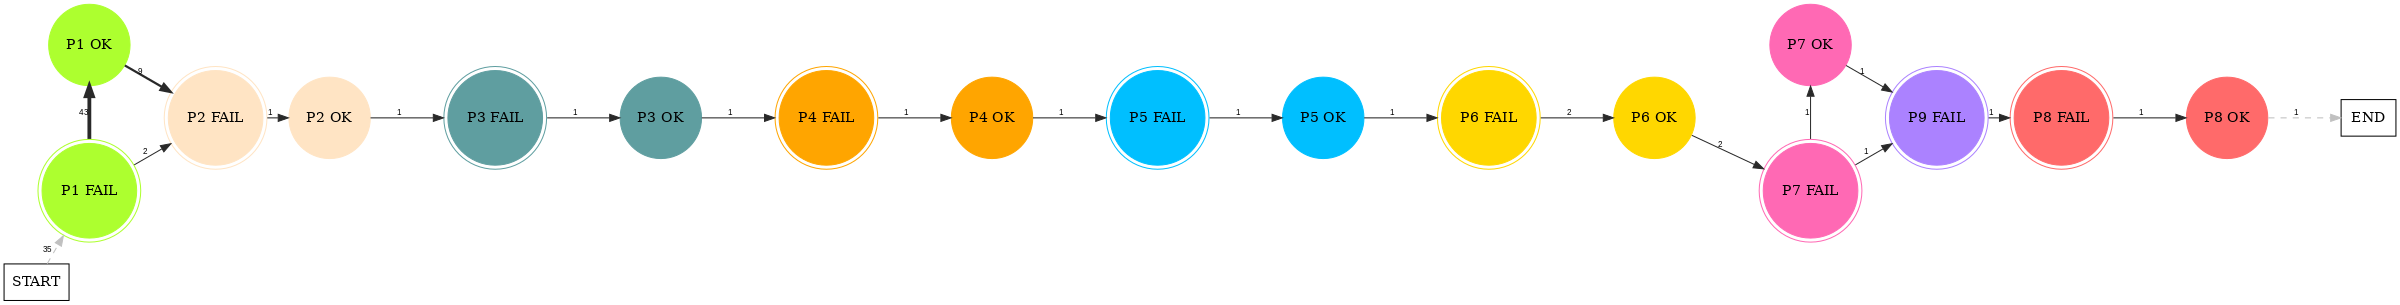 P1 OK
9
43
P1 FAIL
2
35
START
P2 FAIL
1
P2 OK
1
P3 FAIL
1
P3 OK
1
P4 FAIL
1
P4 OK
1
P5 FAIL
1
P5 OK
1
P6 FAIL
2
P6 OK
2
P7 OK
1
1
P7 FAIL
1
P9 FAIL
1
P8 FAIL
1
P8 OK
1
END